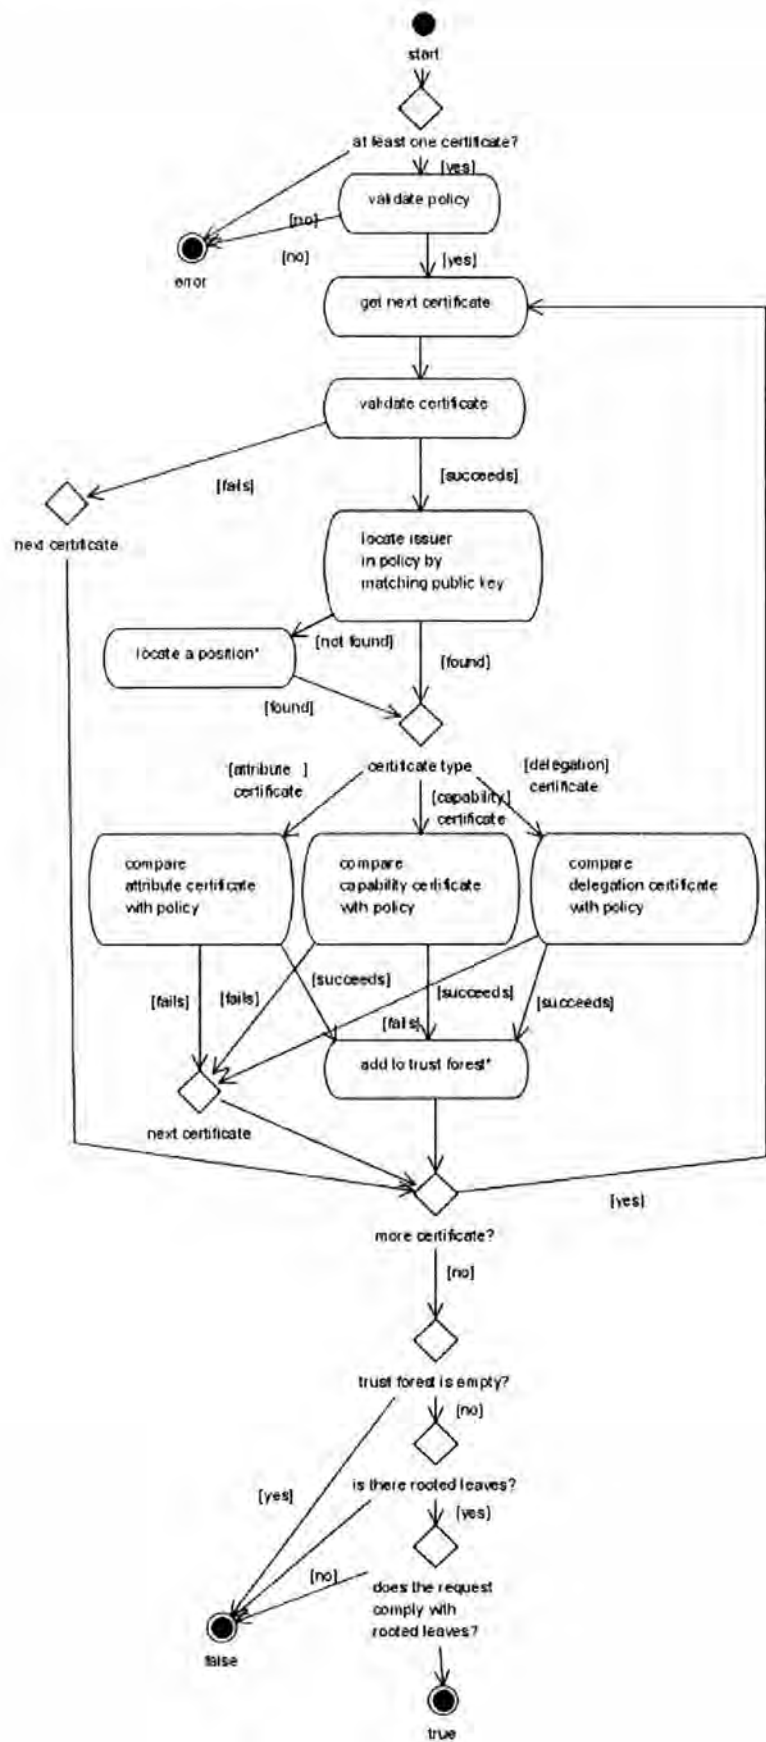 start
at least one certificate?
[yes]
validate policy
[no]
[no]
[yes]
error
get next certificate
validate certificate
[fails]
[succeeds]
next certificate
locate issuer
in policy by
matching public key
[not found]
locate a position*
[found]
[found]
certificate type
[attribute ]
certificate
[capability]
certificate
[delegation]
certificate
compare
attribute certificate
with policy
compare
capability certificate
with policy
compare
delegation certificate
with policy
[fails]
[fails]
[succeeds]
[succeeds]
[succeeds]
[fails]
add to trust forest*
next certificate
[yes]
more certificate?
[no]
trust forest is empty?
[no]
is there rooted leaves?
[yes]
[yes]
[no]
does the request
comply with
rooted leaves?
false
true